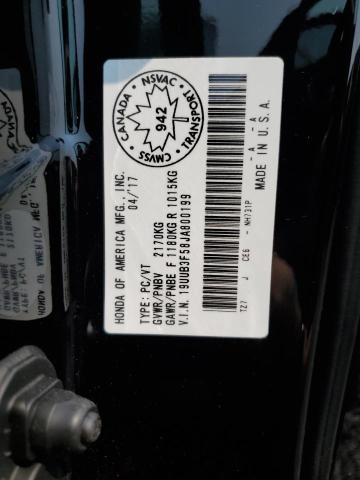 HONDA OF AMERICA MFG., INC.
04/'17
TYPE: PC/VT
GVWR/PNBV 2170KG
GAWR/PNBE F 1180KG R 1015KG
V.I.N. 19UUB3F58JA800199
CANADA
NSVAC
TRANSPORT
CMVSS
942
TZ7 J CE6 - NH731P - A - A
MADE IN U.S.A.